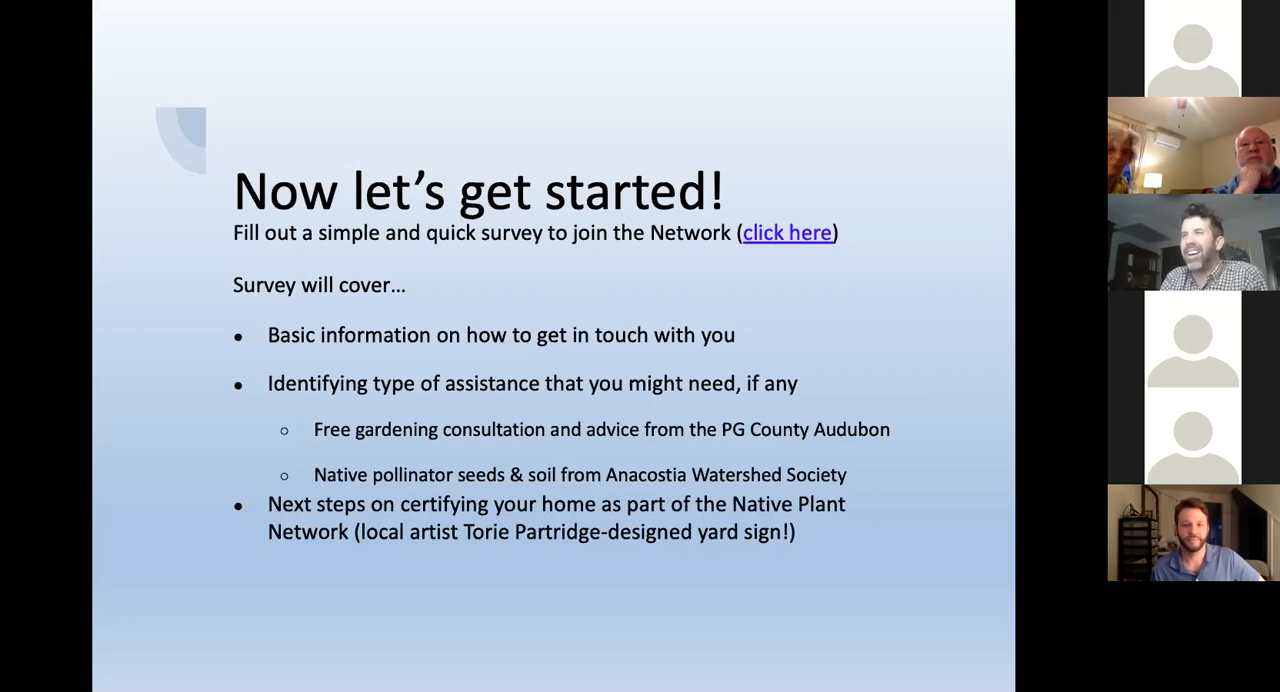 Now let’s get started!
Fill out a simple and quick survey to join the Network (click here)
Survey will cover...
● Basic information on how to get in touch with you
● Identifying type of assistance that you might need, if any
○ Free gardening consultation and advice from the PG County Audubon
○ Native pollinator seeds & soil from Anacostia Watershed Society
● Next steps on certifying your home as part of the Native Plant
Network (local artist Torie Partridge-designed yard sign!)